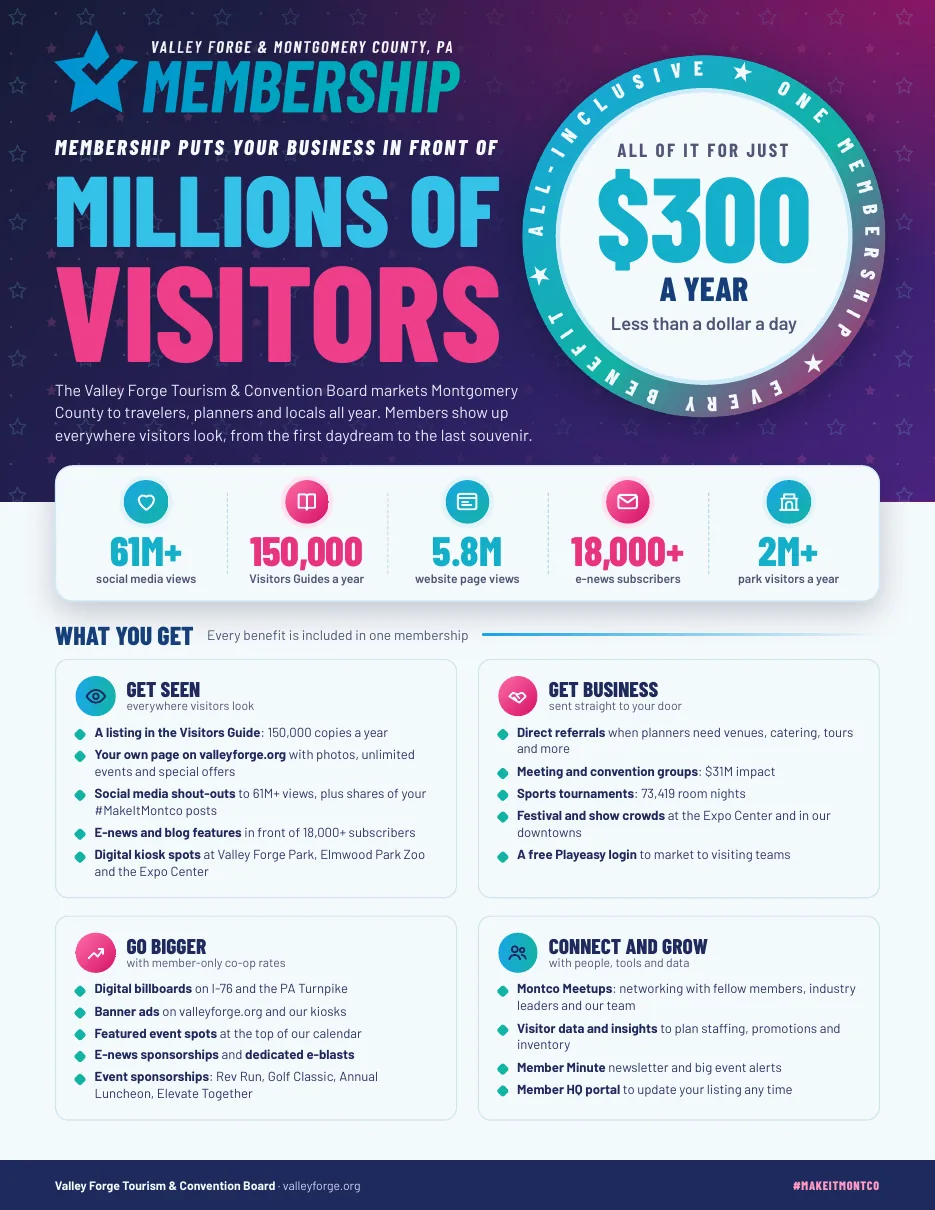 VALLEY FORGE & MONTGOMERY COUNTY, PA
MEMBERSHIP
MEMBERSHIP PUTS YOUR BUSINESS IN FRONT OF
MILLIONS OF
VISITORS
The Valley Forge Tourism & Convention Board markets Montgomery
County to travelers, planners and locals all year. Members show up
everywhere visitors look, from the first daydream to the last souvenir.
ALL-INCLUSIVE ★ ONE MEMBERSHIP ★ EVERY BENEFIT ★
ALL OF IT FOR JUST
$300
A YEAR
Less than a dollar a day
61M+
social media views
150,000
Visitors Guides a year
5.8M
website page views
18,000+
e-news subscribers
2M+
park visitors a year
WHAT YOU GET
Every benefit is included in one membership
GET SEEN
everywhere visitors look
A listing in the Visitors Guide: 150,000 copies a year
Your own page on valleyforge.org with photos, unlimited
events and special offers
Social media shout-outs to 61M+ views, plus shares of your
#MakeItMontco posts
E-news and blog features in front of 18,000+ subscribers
Digital kiosk spots at Valley Forge Park, Elmwood Park Zoo
and the Expo Center
GET BUSINESS
sent straight to your door
Direct referrals when planners need venues, catering, tours
and more
Meeting and convention groups: $31M impact
Sports tournaments: 73,419 room nights
Festival and show crowds at the Expo Center and in our
downtowns
A free Playeasy login to market to visiting teams
GO BIGGER
with member-only co-op rates
Digital billboards on I-76 and the PA Turnpike
Banner ads on valleyforge.org and our kiosks
Featured event spots at the top of our calendar
E-news sponsorships and dedicated e-blasts
Event sponsorships: Rev Run, Golf Classic, Annual
Luncheon, Elevate Together
CONNECT AND GROW
with people, tools and data
Montco Meetups: networking with fellow members, industry
leaders and our team
Visitor data and insights to plan staffing, promotions and
inventory
Member Minute newsletter and big event alerts
Member HQ portal to update your listing any time
Valley Forge Tourism & Convention Board · valleyforge.org
#MAKEITMONTCO